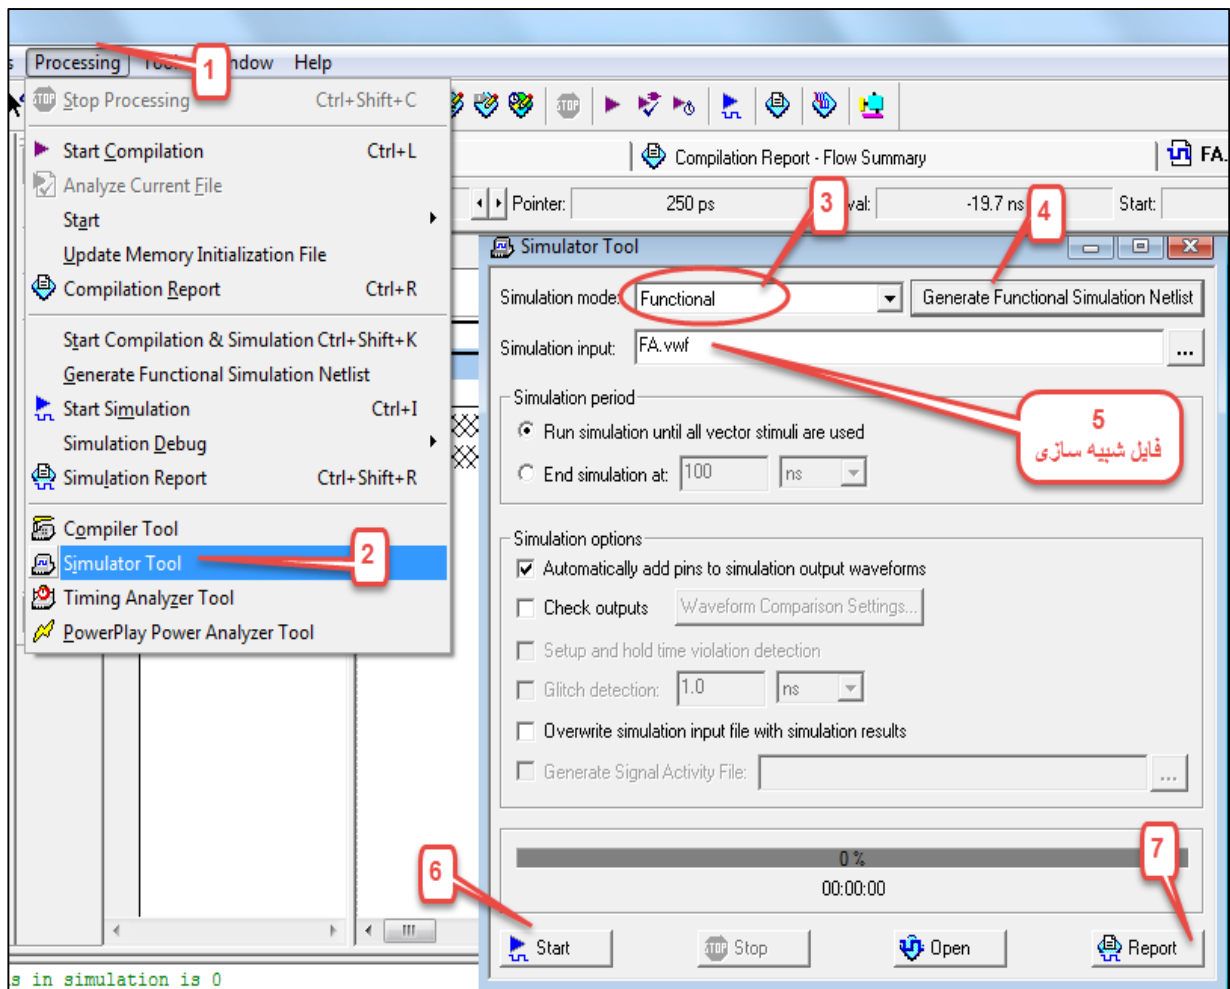 s Processing Tools Window Help
1
Stop Processing Ctrl+Shift+C
Start Compilation Ctrl+L
Analyze Current File
Start
Update Memory Initialization File
Compilation Report Ctrl+R
Start Compilation & Simulation Ctrl+Shift+K
Generate Functional Simulation Netlist
Start Simulation Ctrl+I
Simulation Debug
Simulation Report Ctrl+Shift+R
Compiler Tool
Simulator Tool
2
Timing Analyzer Tool
PowerPlay Power Analyzer Tool
STOP
Compilation Report - Flow Summary
FA.
Pointer: 250 ps
3
val: -19.7 ns
4
Start:
Simulator Tool
Simulation mode: Functional
Generate Functional Simulation Netlist
Simulation input: FA.vwf
...
5
فایل شبیه سازی
Simulation period
Run simulation until all vector stimuli are used
End simulation at: 100 ns
Simulation options
Automatically add pins to simulation output waveforms
Check outputs Waveform Comparison Settings...
Setup and hold time violation detection
Glitch detection: 1.0 ns
Overwrite simulation input file with simulation results
Generate Signal Activity File: ...
0 %
00:00:00
6
7
Start
Stop
Open
Report
s in simulation is 0